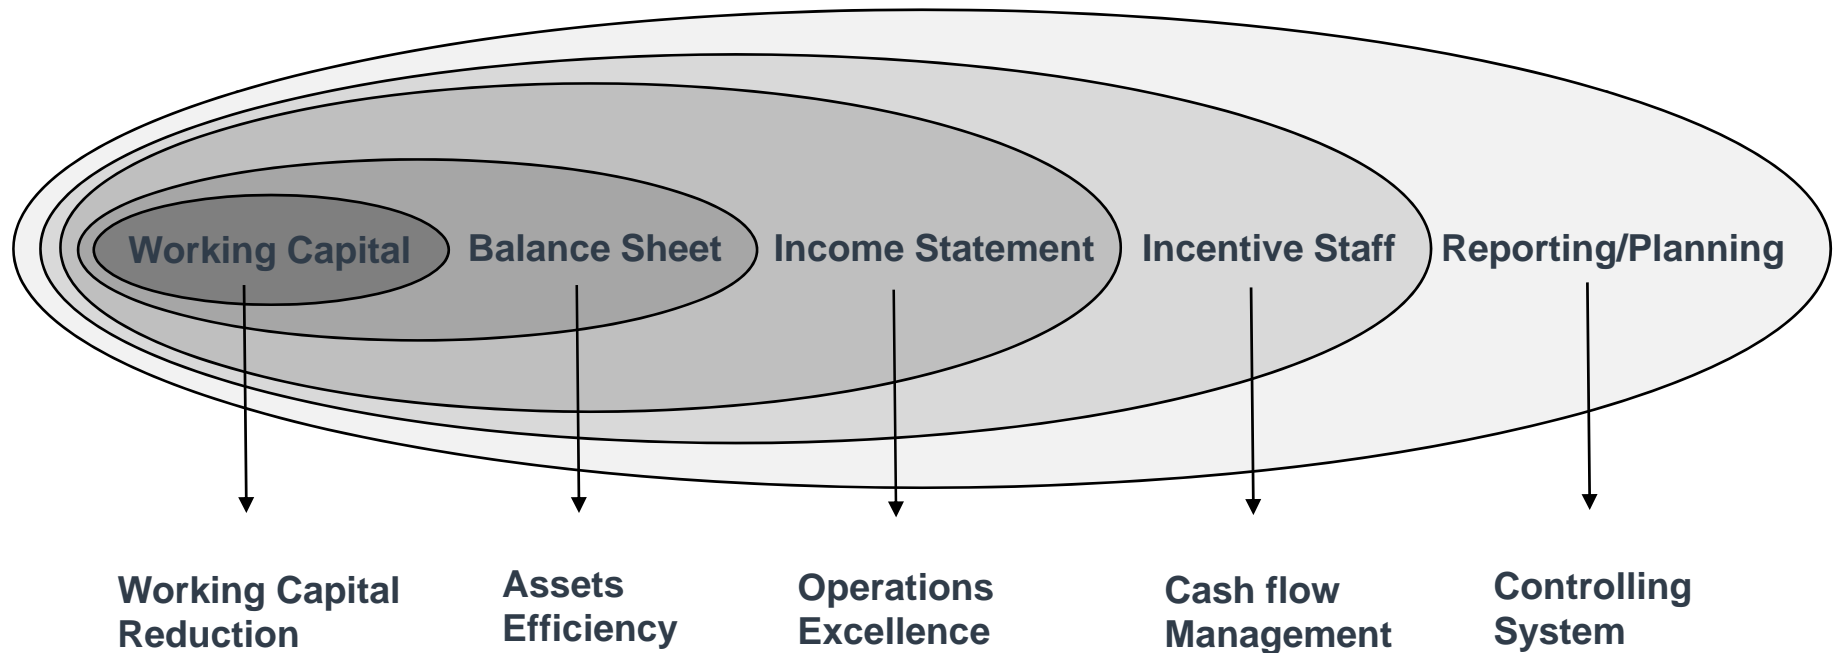 Working Capital
Balance Sheet
Income Statement
Incentive Staff
Reporting/Planning
Working Capital
Reduction
Assets
Efficiency
Operations
Excellence
Cash flow
Management
Controlling
System